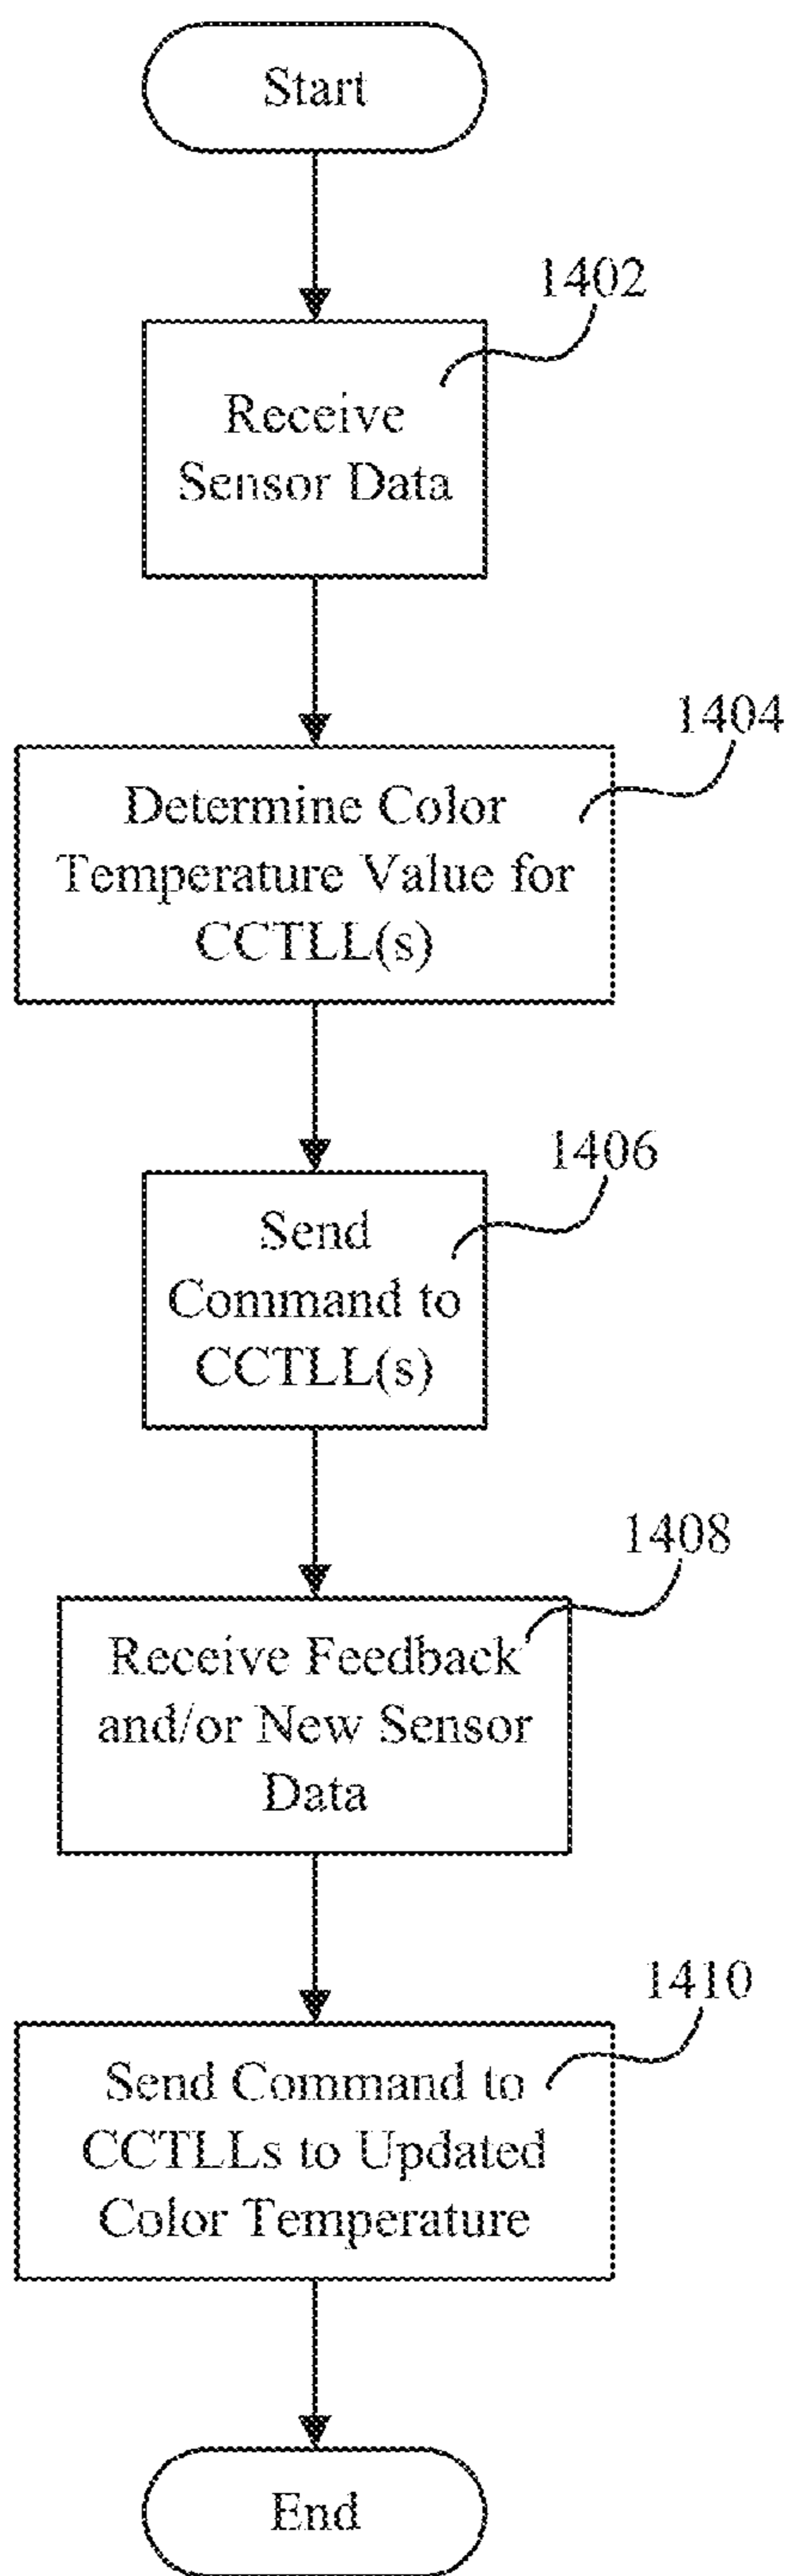 Start
1402
Receive
Sensor Data
1404
Determine Color
Temperature Value for
CCTLL(s)
1406
Send
Command to
CCTLL(s)
1408
Receive Feedback
and/or New Sensor
Data
1410
Send Command to
CCTLLs to Updated
Color Temperature
End